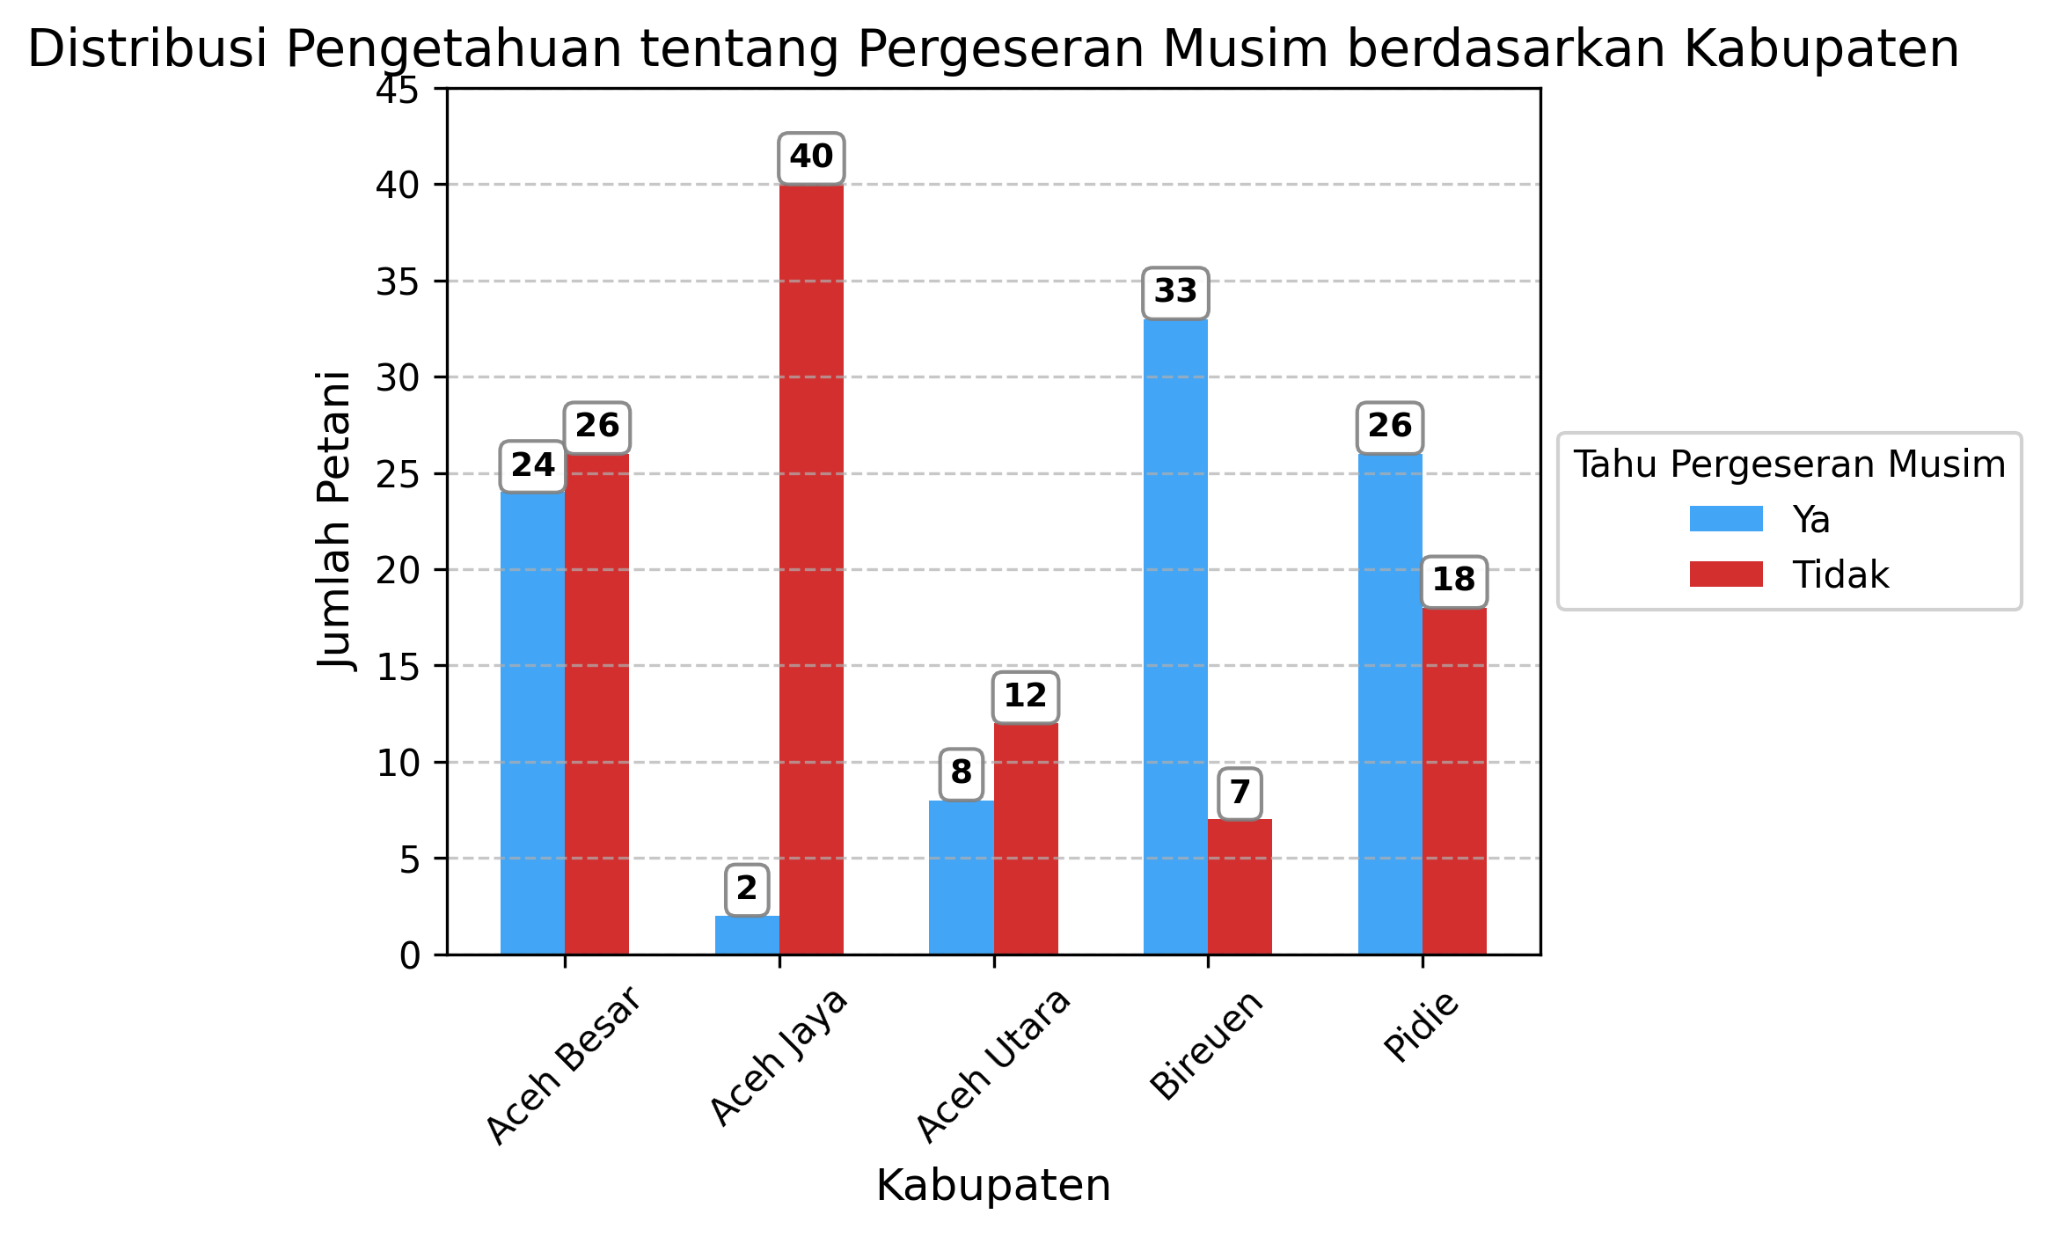 Distribusi Pengetahuan tentang Pergeseran Musim berdasarkan Kabupaten
Jumlah Petani
45
40
35
30
25
20
15
10
5
0
24
26
2
40
8
12
33
7
26
18
Aceh Besar
Aceh Jaya
Aceh Utara
Bireuen
Pidie
Kabupaten
Tahu Pergeseran Musim
Ya
Tidak